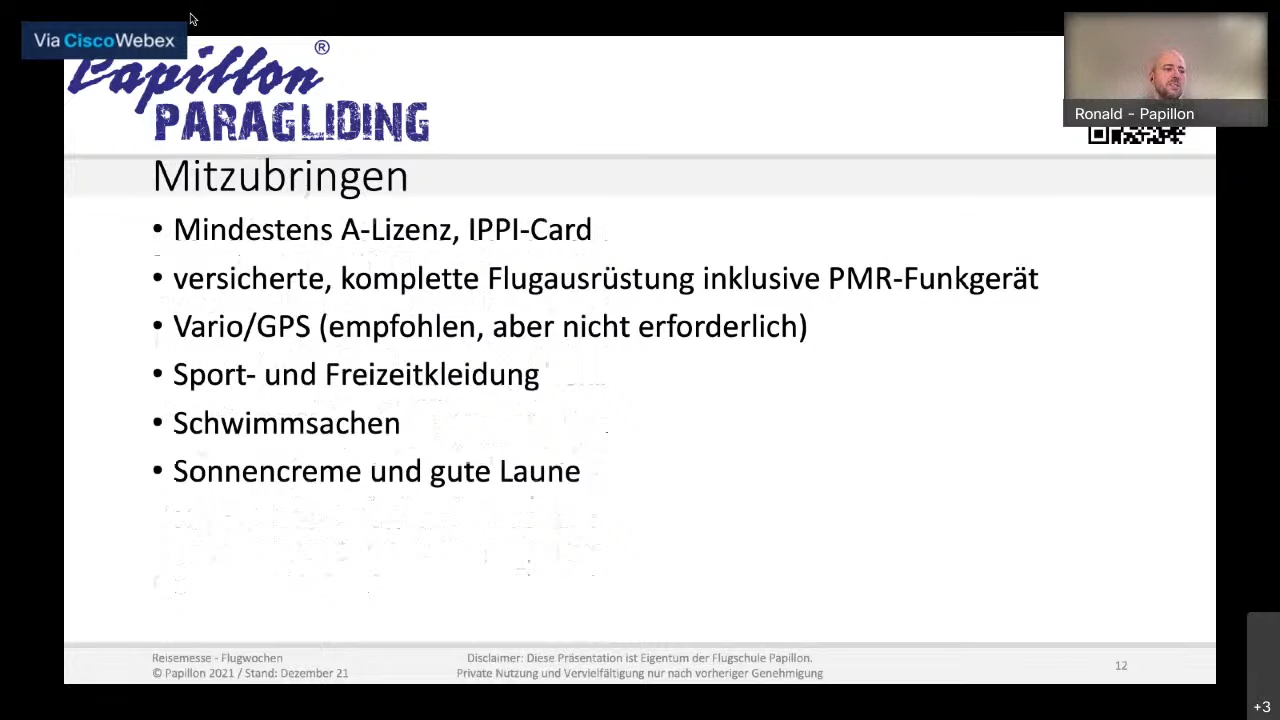 Via CiscoWebex
Papillon®
PARAGLIDING
Ronald - Papillon
Mitzubringen
• Mindestens A-Lizenz, IPPI-Card
• versicherte, komplette Flugausrüstung inklusive PMR-Funkgerät
• Vario/GPS (empfohlen, aber nicht erforderlich)
• Sport- und Freizeitkleidung
• Schwimmsachen
• Sonnencreme und gute Laune
Reisemesse - Flugwochen
© Papillon 2021 / Stand: Dezember 21
Disclaimer: Diese Präsentation ist Eigentum der Flugschule Papillon.
Private Nutzung und Vervielfältigung nur nach vorheriger Genehmigung
12
+3